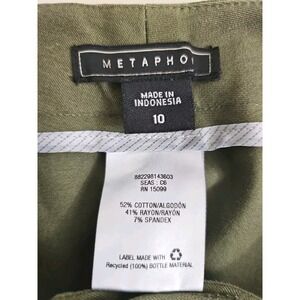 METAPHO
MADE IN
INDONESIA
10
882298143603
SEAS : C6
RN 15099
52% COTTON/ALGODÓN
41% RAYON/RAYÓN
7% SPANDEX
LABEL MADE WITH
Recycled (100%) BOTTLE MATERIAL